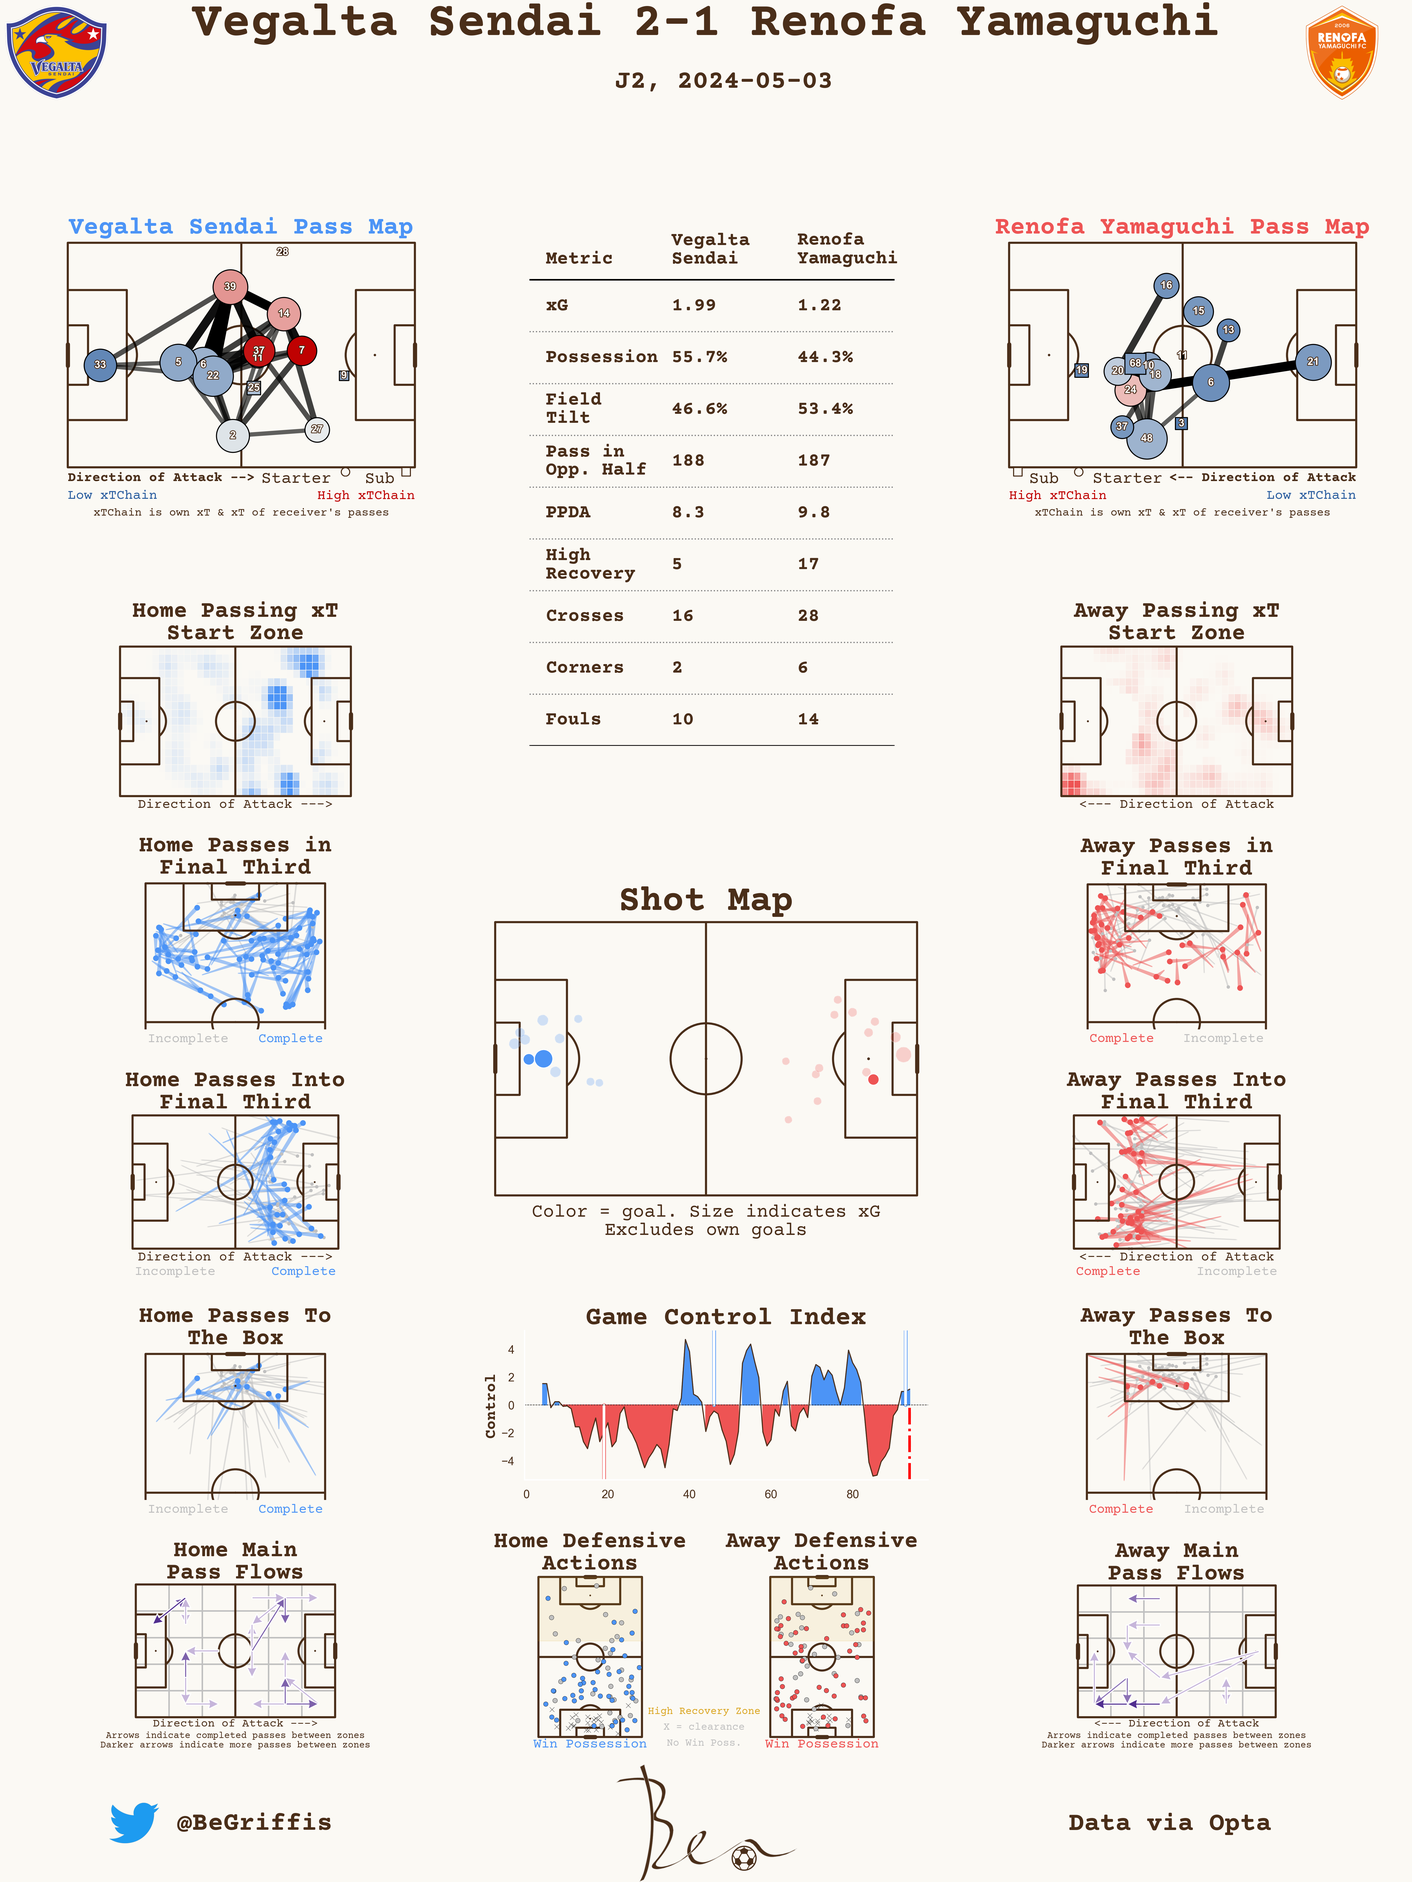 Vegalta Sendai 2-1 Renofa Yamaguchi
J2, 2024-05-03
VEGALTA
SENDAI
2006
RENOFA
YAMAGUCHI FC
Vegalta Sendai Pass Map
28
39
14
37
11
7
33
5
6
22
25
9
2
27
Direction of Attack --> Starter Sub
Low xTChain High xTChain
xTChain is own xT & xT of receiver's passes
Metric Vegalta Sendai Renofa Yamaguchi
xG 1.99 1.22
Possession 55.7% 44.3%
Field Tilt 46.6% 53.4%
Pass in Opp. Half 188 187
PPDA 8.3 9.8
High Recovery 5 17
Crosses 16 28
Corners 2 6
Fouls 10 14
Renofa Yamaguchi Pass Map
16
15
13
11
21
19
20
68
10
18
24
6
37
48
3
Sub Starter <-- Direction of Attack
High xTChain Low xTChain
xTChain is own xT & xT of receiver's passes
Home Passing xT
Start Zone
Direction of Attack --->
Away Passing xT
Start Zone
<--- Direction of Attack
Home Passes in
Final Third
Incomplete Complete
Away Passes in
Final Third
Complete Incomplete
Shot Map
Color = goal. Size indicates xG
Excludes own goals
Home Passes Into
Final Third
Direction of Attack --->
Incomplete Complete
Away Passes Into
Final Third
<--- Direction of Attack
Complete Incomplete
Home Passes To
The Box
Incomplete Complete
Game Control Index
Control
4
2
0
−2
−4
0 20 40 60 80
Away Passes To
The Box
Complete Incomplete
Home Main
Pass Flows
Direction of Attack --->
Arrows indicate completed passes between zones
Darker arrows indicate more passes between zones
Home Defensive
Actions
Win Possession
High Recovery Zone
X = clearance
No Win Poss.
Away Defensive
Actions
Win Possession
Away Main
Pass Flows
<--- Direction of Attack
Arrows indicate completed passes between zones
Darker arrows indicate more passes between zones
@BeGriffis
Ben
Data via Opta